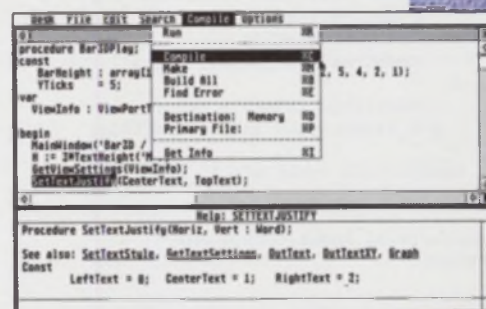 Desk File Edit Search Compile Options
Run ⌘R
procedure Bar3DPlay;
const
Compile ⌘C
BarHeight : array[1 2, 5, 4, 2, 1);
Make ⌘M
YTicks = 5;
Build All ⌘B
var
Find Error ⌘E
ViewInfo : ViewPortT
Destination: Memory ⌘D
Primary File: ⌘P
begin
MainWindow('Bar3D /
H := 3*TextHeight('M
Get Info ⌘I
GetViewSettings(ViewInfo);
SetTextJustify(CenterText, TopText);
Help: SETTEXTJUSTIFY
Procedure SetTextJustify(Horiz, Vert : Word);
See also: SetTextStyle, GetTextSettings, OutText, OutTextXY, Graph
Const
LeftText = 0; CenterText = 1; RightText = 2;